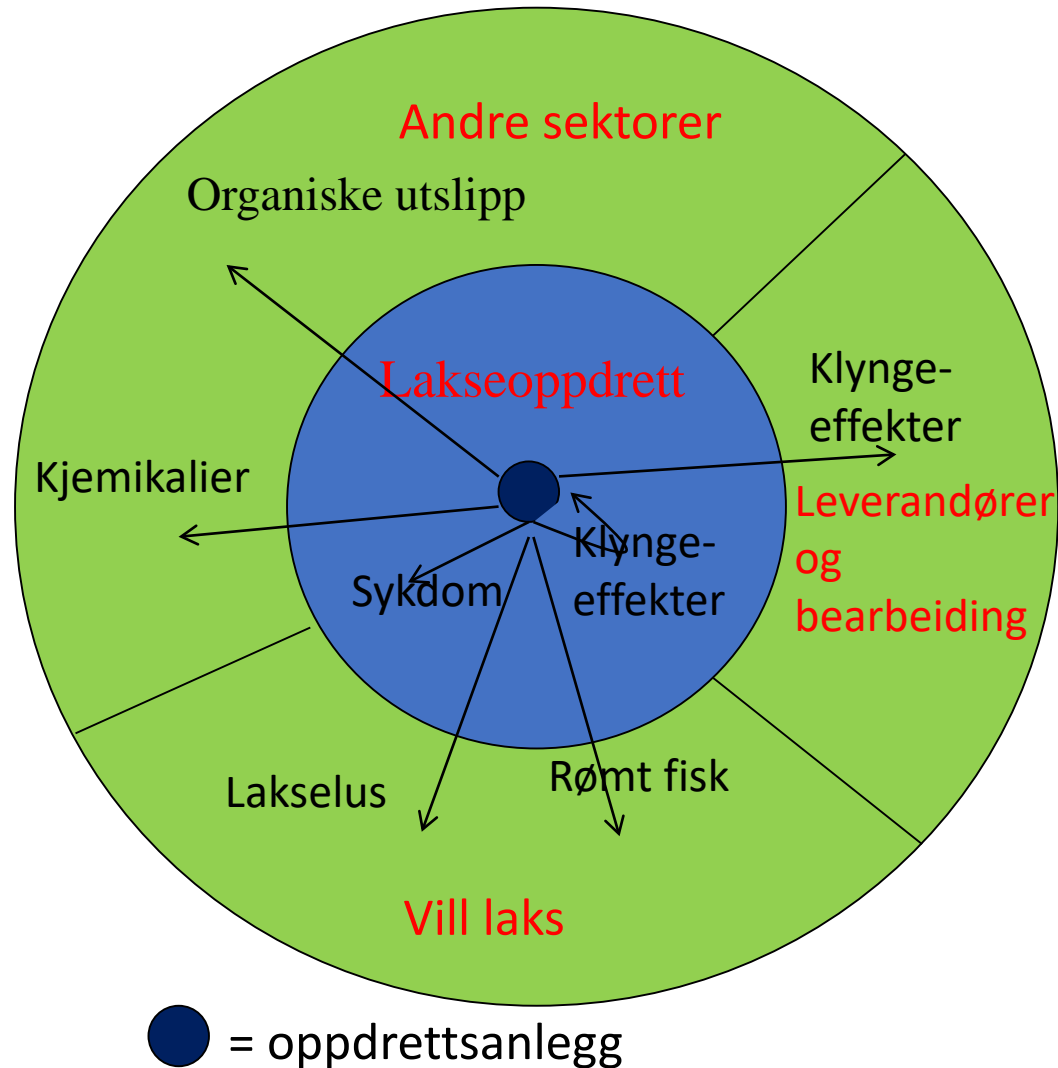 Andre sektorer
Organiske utslipp
Lakseoppdrett
Klynge-
effekter
Kjemikalier
Leverandører
og
bearbeiding
Klynge-
effekter
Sykdom
Lakselus
Rømt fisk
Vill laks
= oppdrettsanlegg